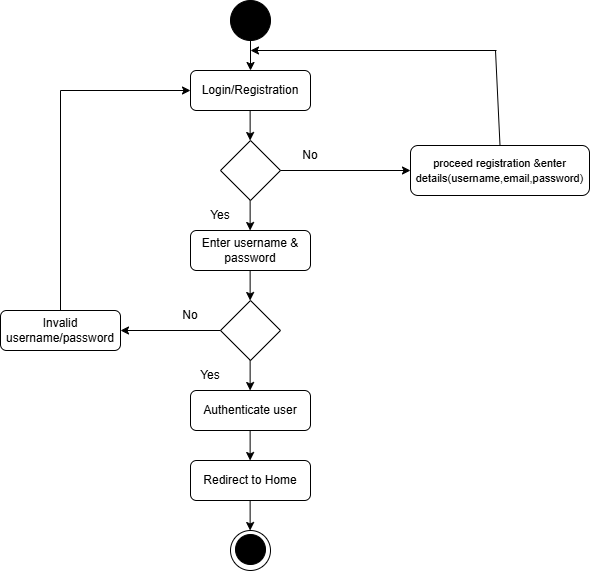 Login/Registration
No
proceed registration &enter
details(username,email,password)
Yes
Enter username &
password
No
Invalid
username/password
Yes
Authenticate user
Redirect to Home